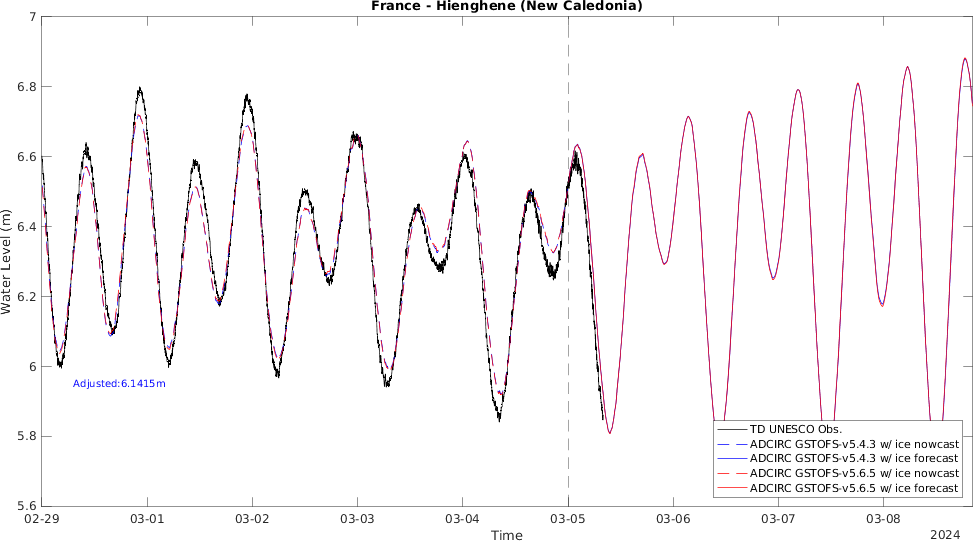 France - Hienghene (New Caledonia)
7
6.8
6.6
6.4
6.2
6
5.8
5.6
Water Level (m)
Adjusted:6.1415m
TD UNESCO Obs.
ADCIRC GSTOFS-v5.4.3 w/ ice nowcast
ADCIRC GSTOFS-v5.4.3 w/ ice forecast
ADCIRC GSTOFS-v5.6.5 w/ ice nowcast
ADCIRC GSTOFS-v5.6.5 w/ ice forecast
02-29 03-01 03-02 03-03 03-04 03-05 03-06 03-07 03-08
Time
2024